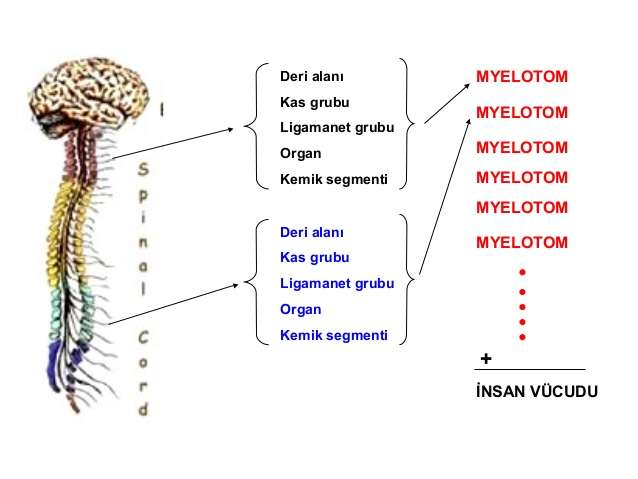 Spinal Cord
Deri alanı
Kas grubu
Ligamanet grubu
Organ
Kemik segmenti
Deri alanı
Kas grubu
Ligamanet grubu
Organ
Kemik segmenti
MYELOTOM
MYELOTOM
MYELOTOM
MYELOTOM
MYELOTOM
MYELOTOM
+
İNSAN VÜCUDU